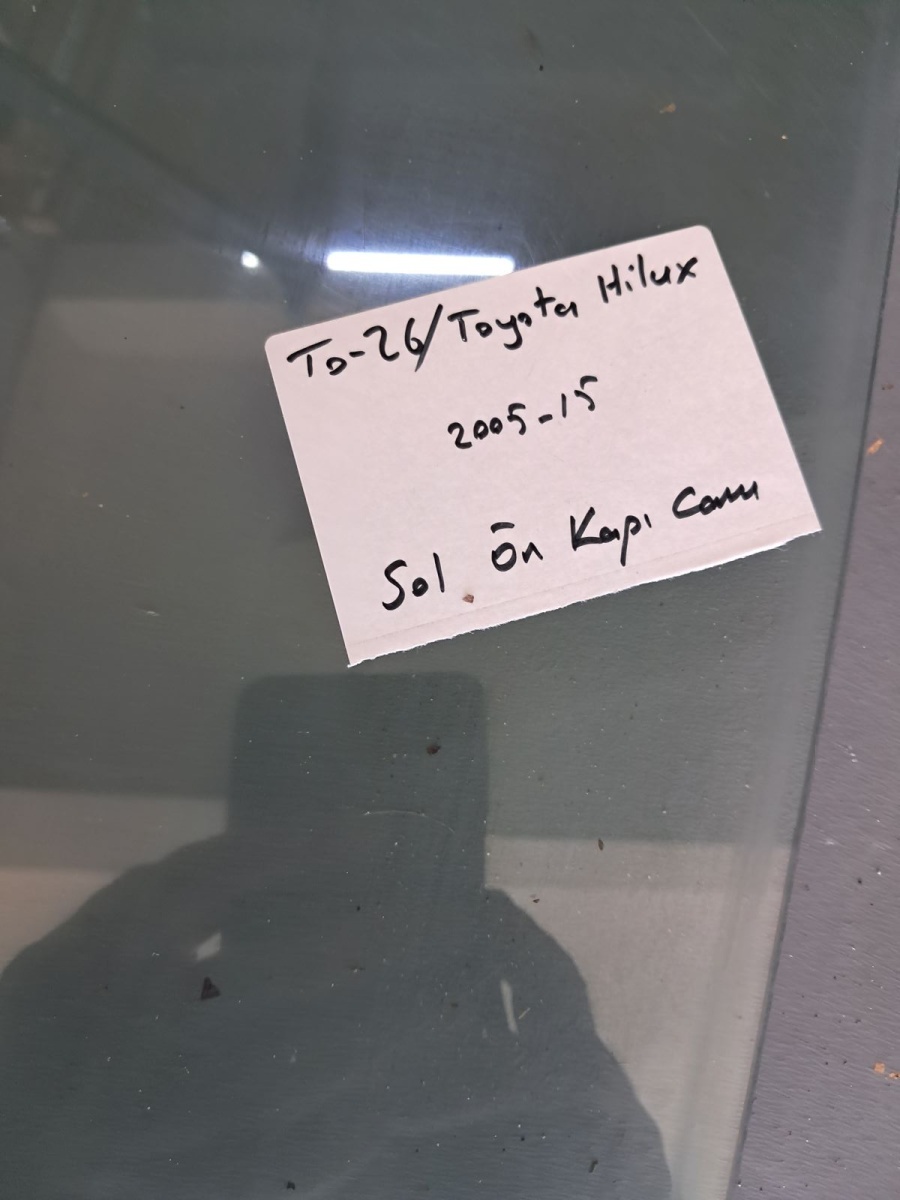 To-26/Toyota Hilux
2005-15
Sol Ön Kapı Camı